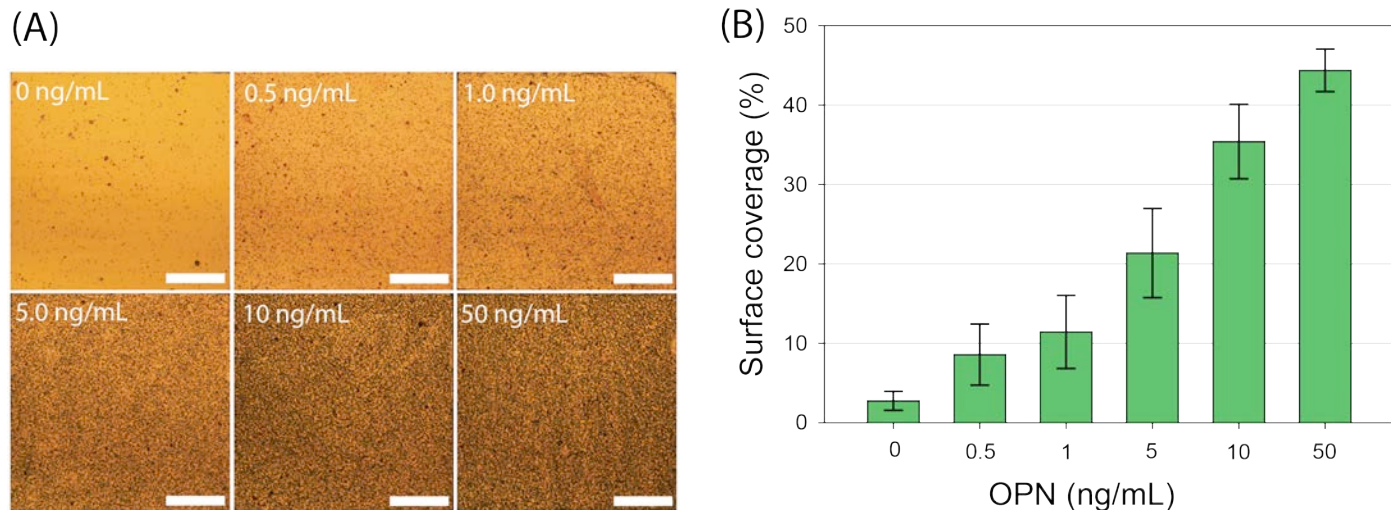 (A)
0 ng/mL
0.5 ng/mL
1.0 ng/mL
5.0 ng/mL
10 ng/mL
50 ng/mL
(B)
Surface coverage (%)
50
40
30
20
10
0
0
0.5
1
5
10
50
OPN (ng/mL)